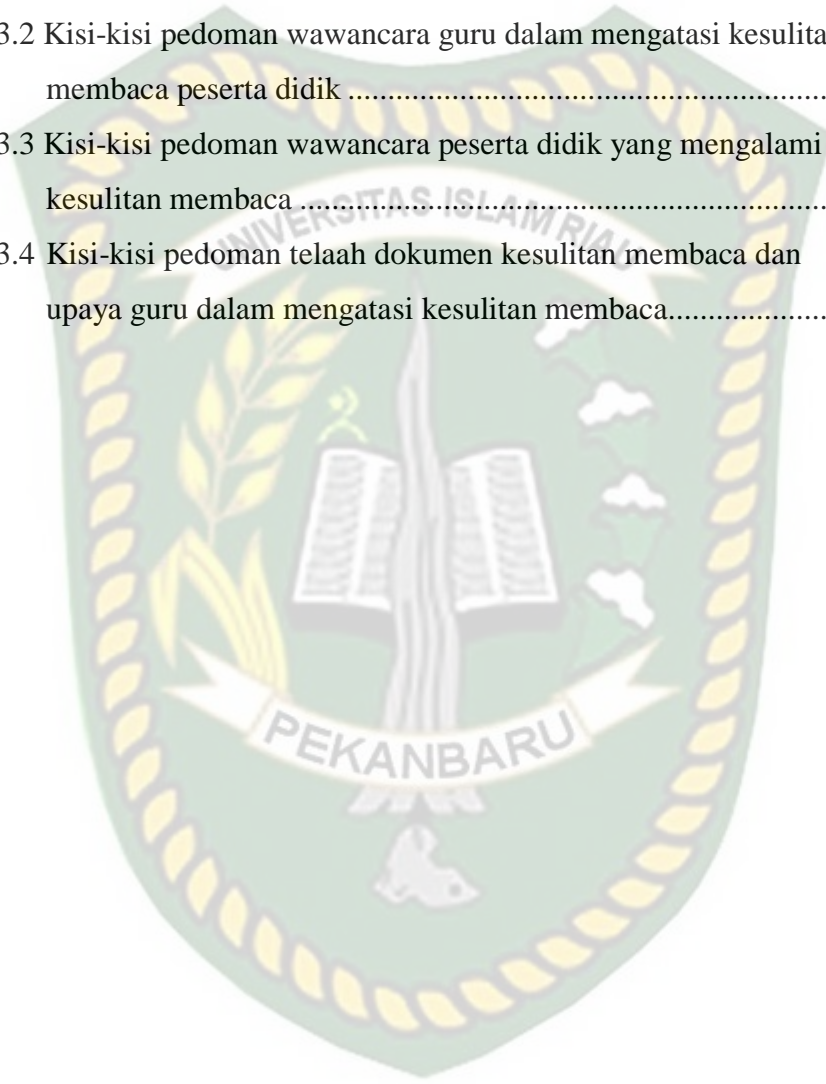 3.2 Kisi-kisi pedoman wawancara guru dalam mengatasi kesulita
membaca peserta didik ............................................................
3.3 Kisi-kisi pedoman wawancara peserta didik yang mengalami
kesulitan membaca ..................................................................
3.4 Kisi-kisi pedoman telaah dokumen kesulitan membaca dan
upaya guru dalam mengatasi kesulitan membaca....................
UNIVERSITAS ISLAM RIAU
PEKANBARU